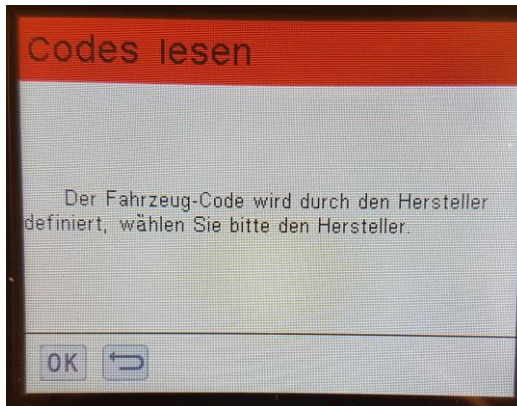 Codes lesen
Der Fahrzeug-Code wird durch den Hersteller
definiert, wählen Sie bitte den Hersteller.
OK